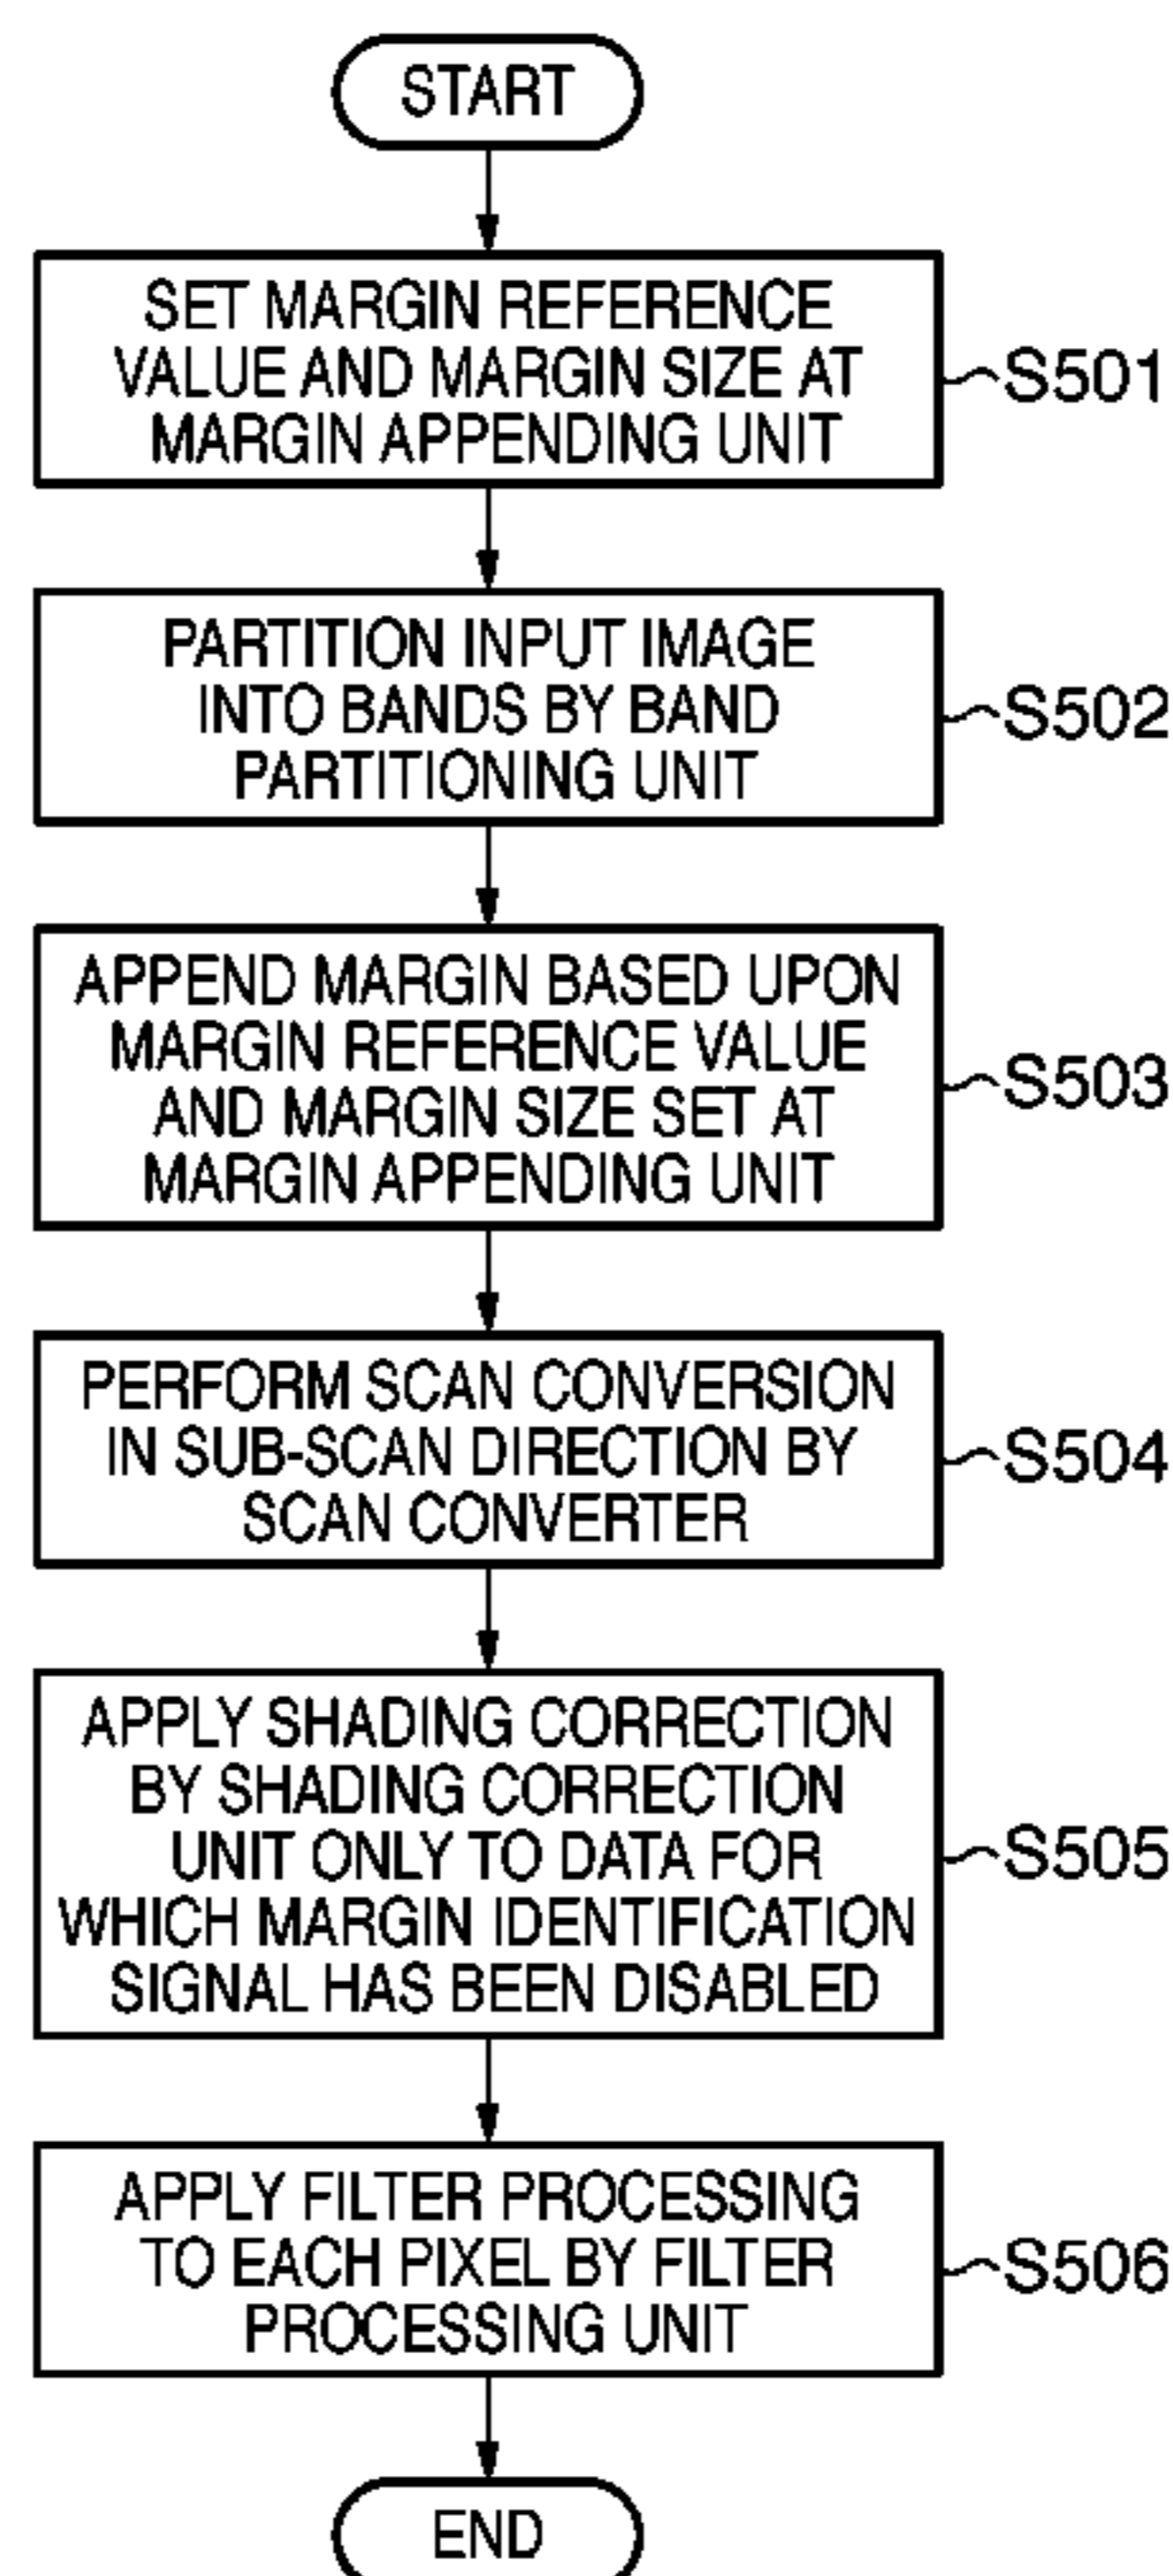 START
SET MARGIN REFERENCE
VALUE AND MARGIN SIZE AT
MARGIN APPENDING UNIT
S501
PARTITION INPUT IMAGE
INTO BANDS BY BAND
PARTITIONING UNIT
S502
APPEND MARGIN BASED UPON
MARGIN REFERENCE VALUE
AND MARGIN SIZE SET AT
MARGIN APPENDING UNIT
S503
PERFORM SCAN CONVERSION
IN SUB-SCAN DIRECTION BY
SCAN CONVERTER
S504
APPLY SHADING CORRECTION
BY SHADING CORRECTION
UNIT ONLY TO DATA FOR
WHICH MARGIN IDENTIFICATION
SIGNAL HAS BEEN DISABLED
S505
APPLY FILTER PROCESSING
TO EACH PIXEL BY FILTER
PROCESSING UNIT
S506
END